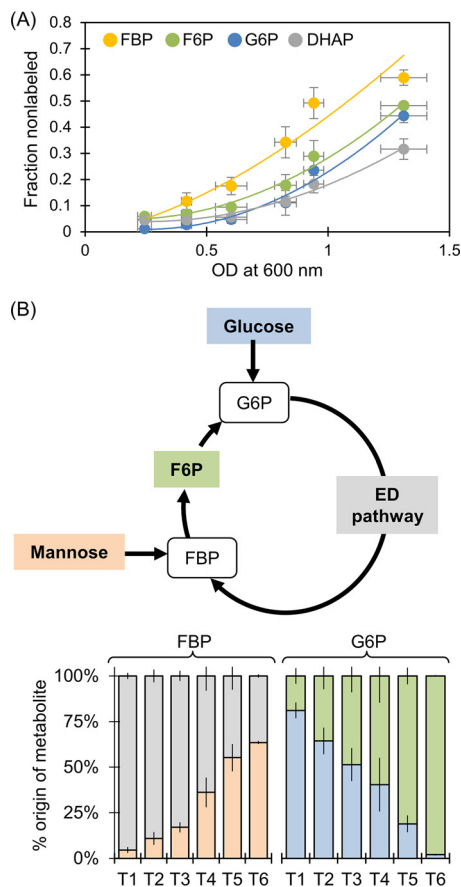 (A)
0.8
0.7
0.6
0.5
0.4
0.3
0.2
0.1
0
Fraction nonlabeled
FBP F6P G6P DHAP
0 0.5 1 1.5
OD at 600 nm
(B)
Glucose
G6P
F6P
ED
pathway
Mannose
FBP
FBP G6P
100%
75%
50%
25%
0%
% origin of metabolite
T1 T2 T3 T4 T5 T6 T1 T2 T3 T4 T5 T6